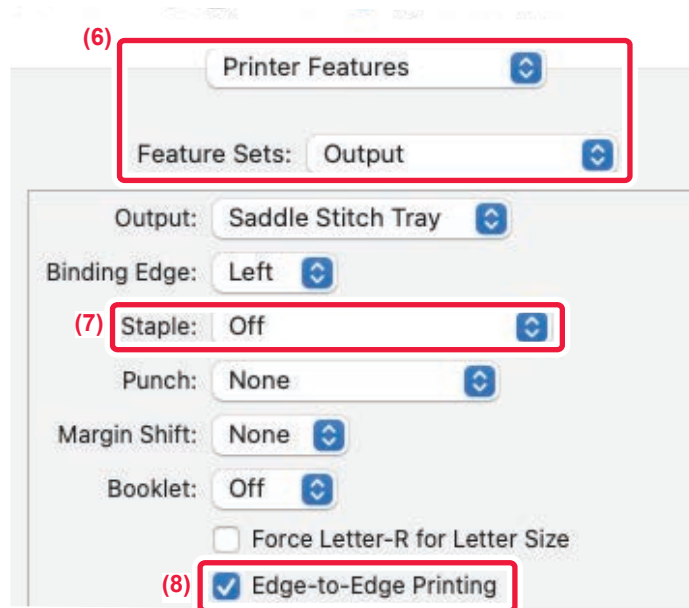 (6)
Printer Features
Feature Sets: Output
Output: Saddle Stitch Tray
Binding Edge: Left
(7) Staple: Off
Punch: None
Margin Shift: None
Booklet: Off
Force Letter-R for Letter Size
(8) Edge-to-Edge Printing